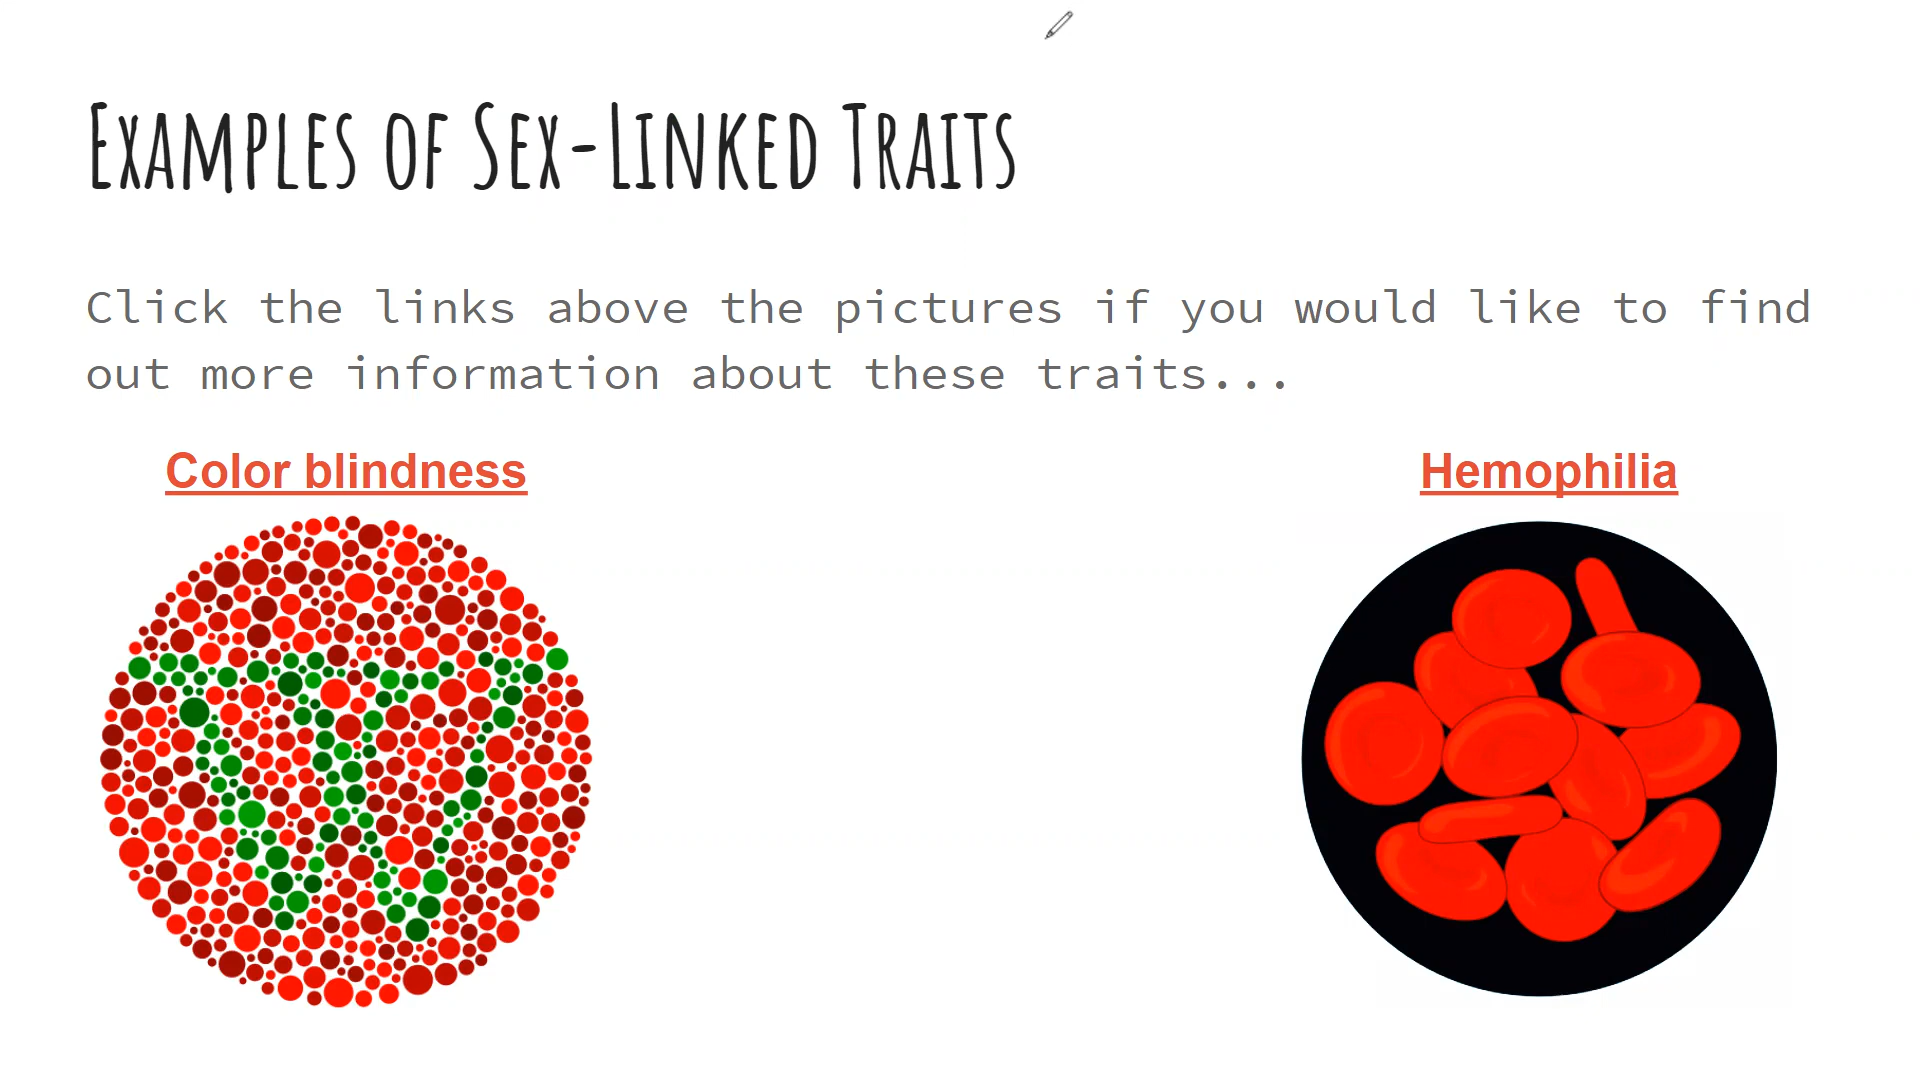 Examples of Sex-Linked Traits
Click the links above the pictures if you would like to find
out more information about these traits...
Color blindness
Hemophilia
W